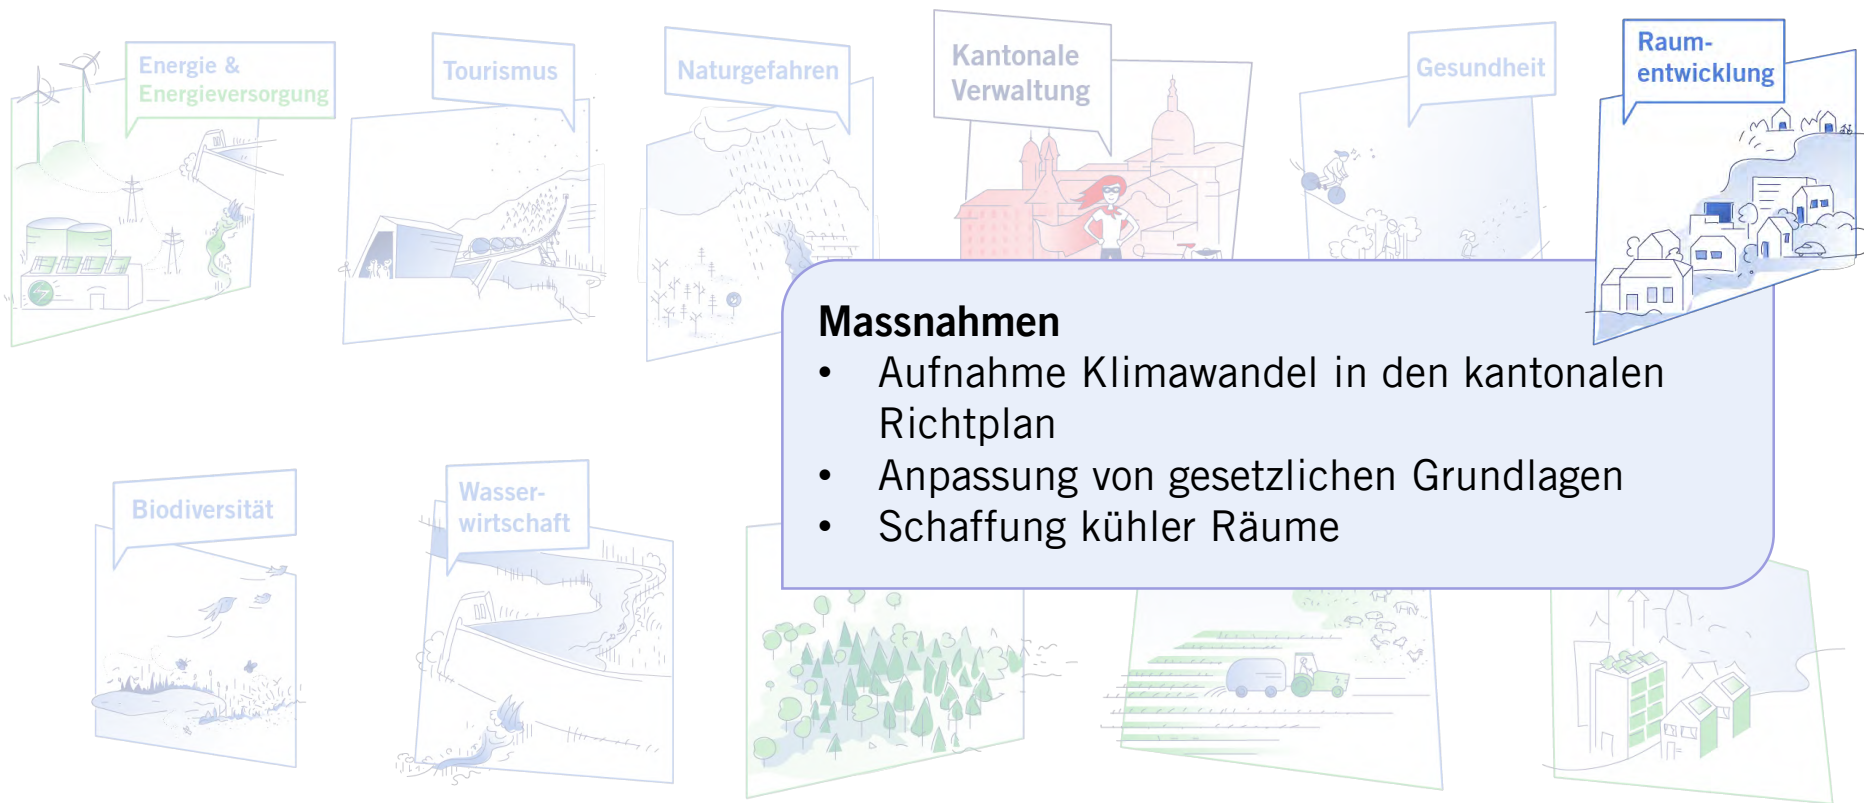 Energie &
Energieversorgung
Tourismus
Naturgefahren
Kantonale
Verwaltung
Gesundheit
Raum-
entwicklung
Massnahmen
• Aufnahme Klimawandel in den kantonalen
Richtplan
• Anpassung von gesetzlichen Grundlagen
• Schaffung kühler Räume
Biodiversität
Wasser-
wirtschaft